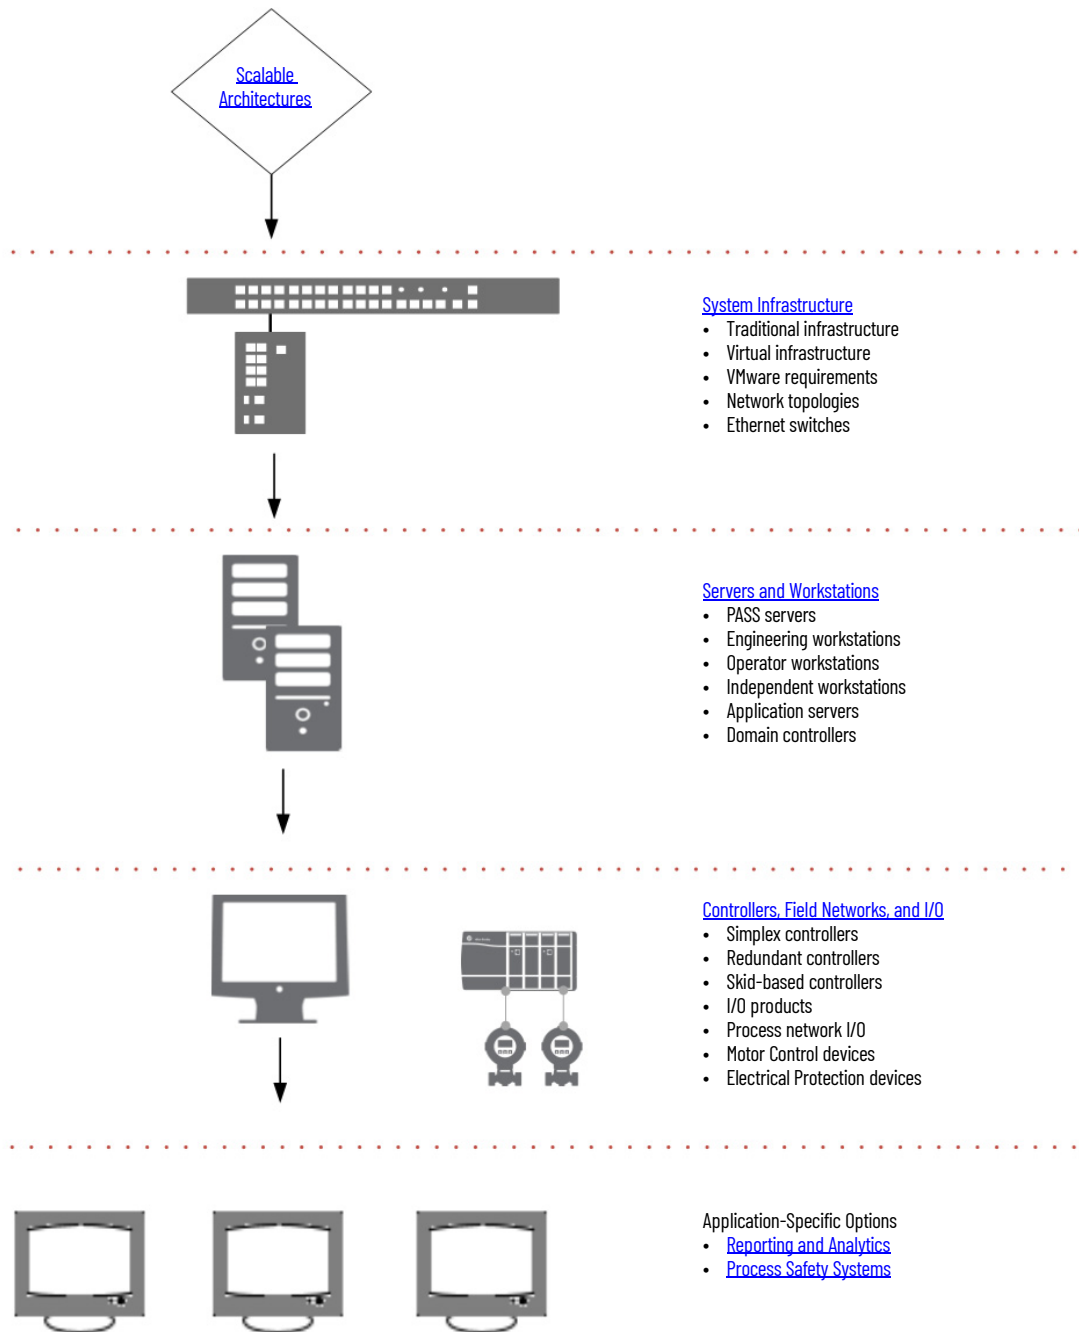 Scalable
Architectures
System Infrastructure
• Traditional infrastructure
• Virtual infrastructure
• VMware requirements
• Network topologies
• Ethernet switches
Servers and Workstations
• PASS servers
• Engineering workstations
• Operator workstations
• Independent workstations
• Application servers
• Domain controllers
Controllers, Field Networks, and I/O
• Simplex controllers
• Redundant controllers
• Skid-based controllers
• I/O products
• Process network I/O
• Motor Control devices
• Electrical Protection devices
Application-Specific Options
• Reporting and Analytics
• Process Safety Systems